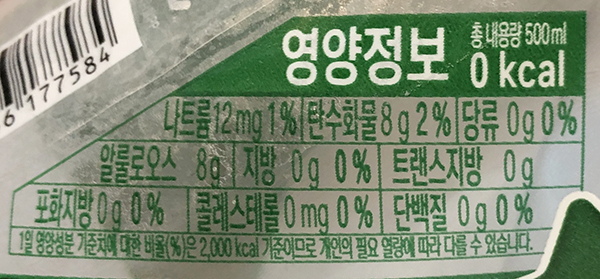 영양정보 총 내용량 500ml
0 kcal
나트륨 12mg 1% 탄수화물 8g 2% 당류 0g 0%
알룰로오스 8g 지방 0g 0% 트랜스지방 0g
포화지방 0g 0% 콜레스테롤 0mg 0% 단백질 0g 0%
1일 영양성분 기준치에 대한 비율(%)은 2,000 kcal 기준이므로 개인의 필요 열량에 따라 다를 수 있습니다.
6 177584